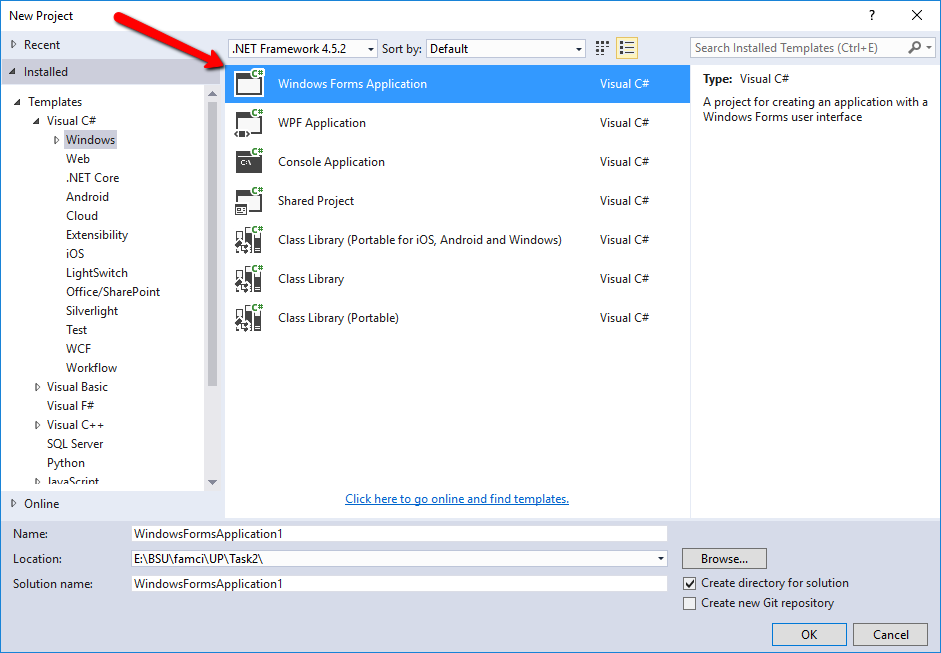 New Project
Recent
.NET Framework 4.5.2 Sort by: Default
Search Installed Templates (Ctrl+E)
Installed
Templates
Visual C#
Windows
Web
.NET Core
Android
Cloud
Extensibility
iOS
LightSwitch
Office/SharePoint
Silverlight
Test
WCF
Workflow
Visual Basic
Visual F#
Visual C++
SQL Server
Python
JavaScript
Online
Windows Forms Application Visual C#
WPF Application Visual C#
Console Application Visual C#
Shared Project Visual C#
Class Library (Portable for iOS, Android and Windows) Visual C#
Class Library Visual C#
Class Library (Portable) Visual C#
Click here to go online and find templates.
Type: Visual C#
A project for creating an application with a
Windows Forms user interface
Name: WindowsFormsApplication1
Location: E:\BSU\famci\UP\Task2\
Browse...
Solution name: WindowsFormsApplication1
Create directory for solution
Create new Git repository
OK Cancel